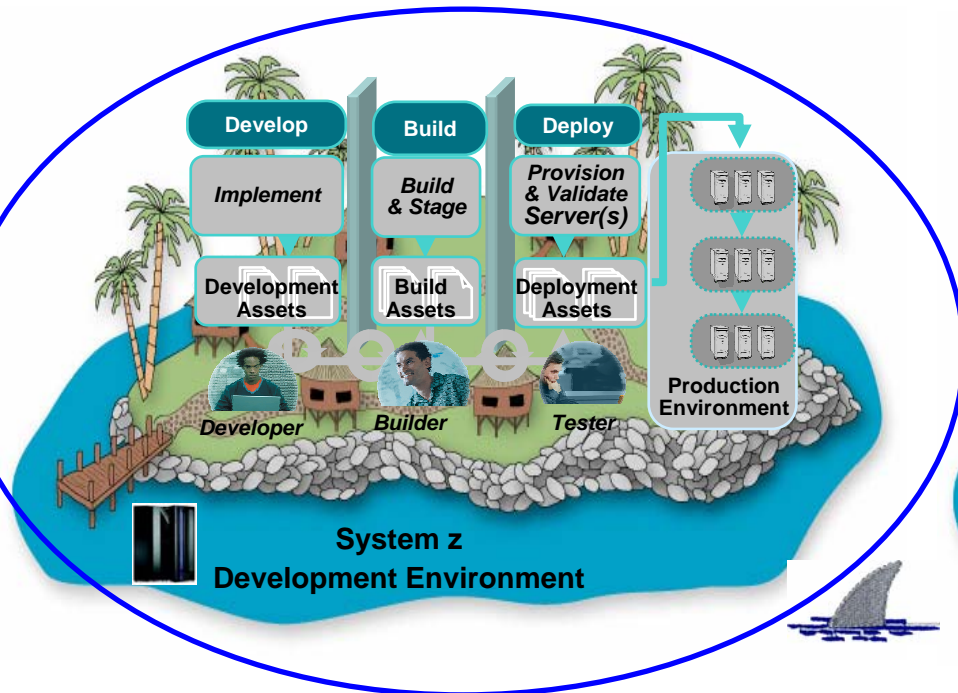 Develop
Build
Deploy
Implement
Build
& Stage
Provision
& Validate
Server(s)
Development
Assets
Build
Assets
Deployment
Assets
Production
Environment
Developer
Builder
Tester
System z
Development Environment